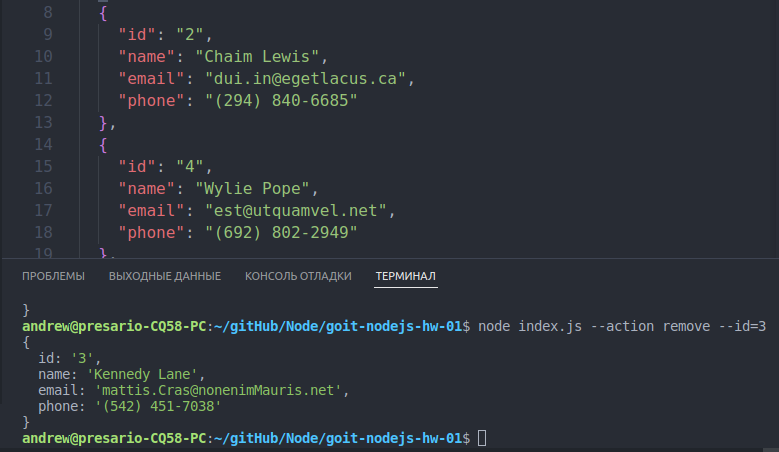 8 {
9 "id": "2",
10 "name": "Chaim Lewis",
11 "email": "dui.in@egetlacus.ca",
12 "phone": "(294) 840-6685"
13 },
14 {
15 "id": "4",
16 "name": "Wylie Pope",
17 "email": "est@utquamvel.net",
18 "phone": "(692) 802-2949"
19 },
ПРОБЛЕМЫ ВЫХОДНЫЕ ДАННЫЕ КОНСОЛЬ ОТЛАДКИ ТЕРМИНАЛ
}
andrew@presario-CQ58-PC:~/gitHub/Node/goit-nodejs-hw-01$ node index.js --action remove --id=3
{
id: '3',
name: 'Kennedy Lane',
email: 'mattis.Cras@nonenimMauris.net',
phone: '(542) 451-7038'
}
andrew@presario-CQ58-PC:~/gitHub/Node/goit-nodejs-hw-01$